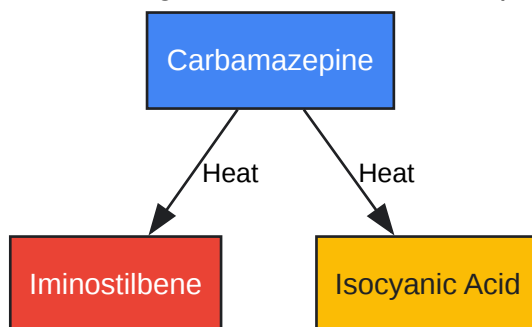 Carbamazepine
Heat
Heat
Iminostilbene
Isocyanic Acid